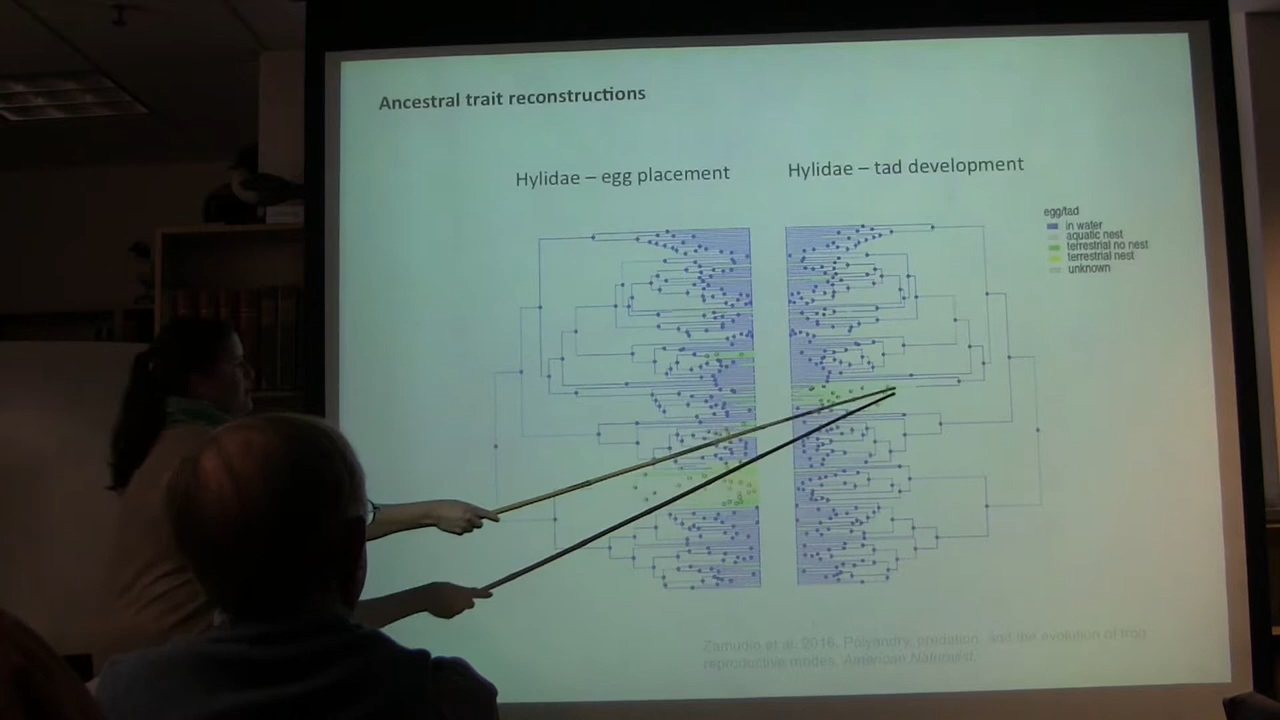 Ancestral trait reconstructions
Hylidae – egg placement
Hylidae – tad development
egg/tad
in water
aquatic nest
terrestrial no nest
terrestrial nest
unknown
Zamudio et al. 2016. Polyandry, predation, and the evolution of frog
reproductive modes. American Naturalist.